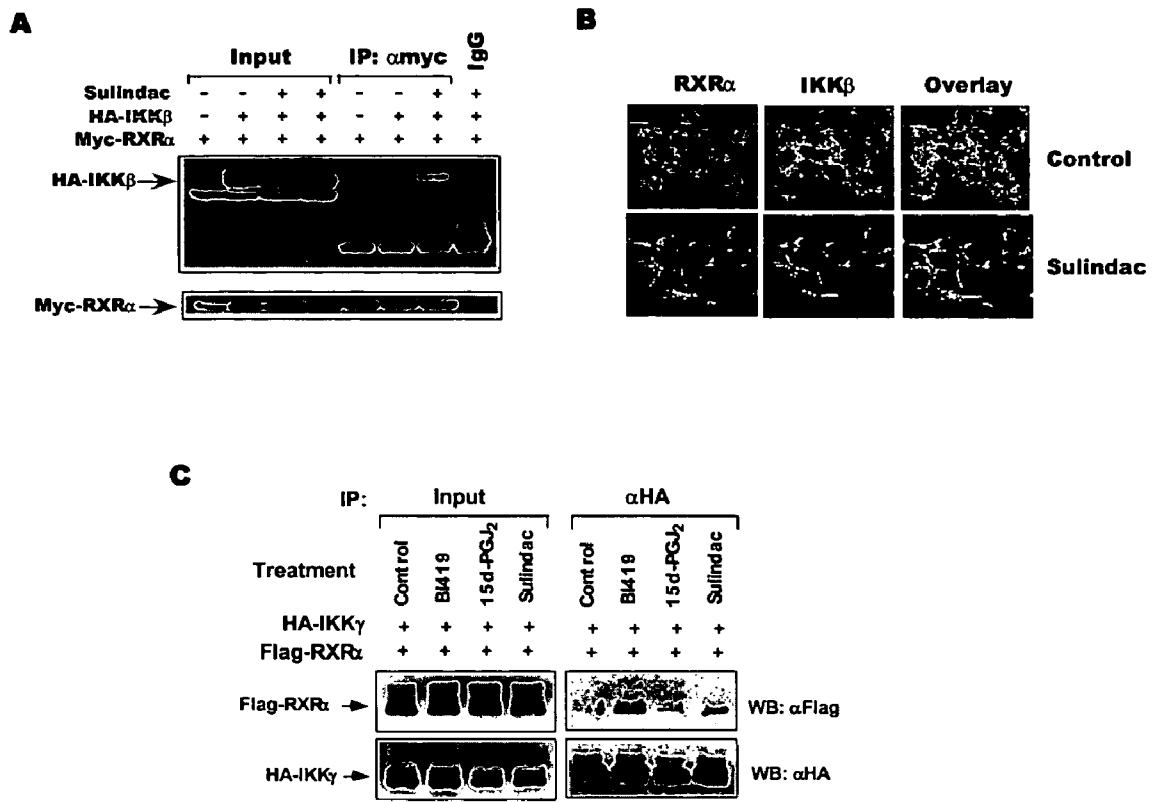 A
Input
IP: αmyc
IgG
Sulindac - - + + - - + +
HA-IKKβ - + + + - + + +
Myc-RXRα + + + + + + + +
HA-IKKβ
Myc-RXRα
B
RXRα IKKβ Overlay
Control
Sulindac
C
IP: Input αHA
Treatment Control BI419 15d-PGJ2 Sulindac Control BI419 15d-PGJ2 Sulindac
HA-IKKγ + + + + + + + +
Flag-RXRα + + + + + + + +
Flag-RXRα WB: αFlag
HA-IKKγ WB: αHA